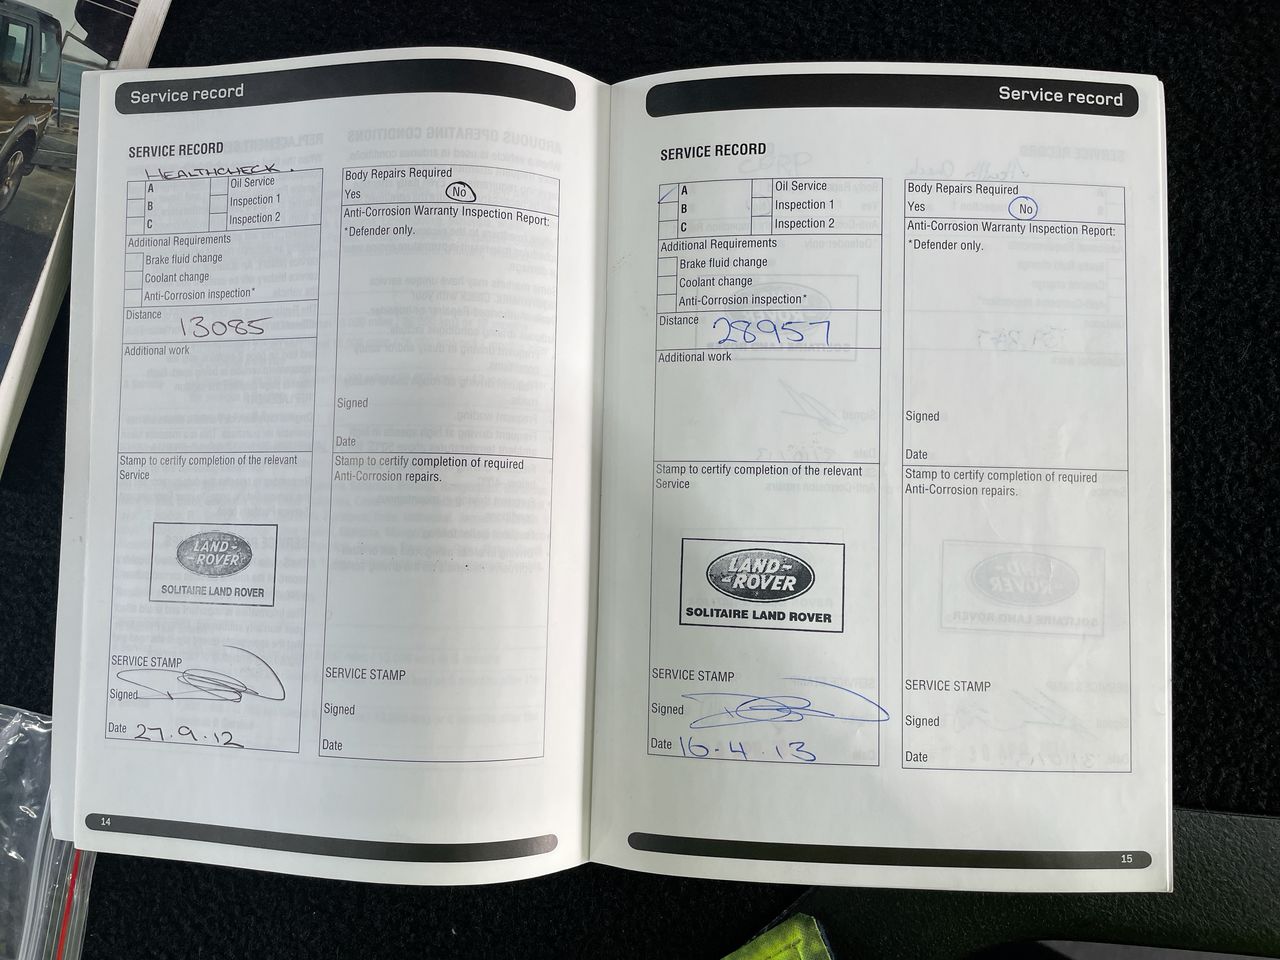 Service record
SERVICE RECORD
HEALTHCHECK.
A
B
C
Oil Service
Inspection 1
Inspection 2
Additional Requirements
Brake fluid change
Coolant change
Anti-Corrosion inspection*
Distance
13085
Additional work
Stamp to certify completion of the relevant
Service
LAND-
-ROVER
SOLITAIRE LAND ROVER
SERVICE STAMP
Signed
Date 27.9.12
Body Repairs Required
Yes No
Anti-Corrosion Warranty Inspection Report:
*Defender only.
Signed
Date
Stamp to certify completion of required
Anti-Corrosion repairs.
SERVICE STAMP
Signed
Date
14
Service record
SERVICE RECORD
A
B
C
Oil Service
Inspection 1
Inspection 2
Additional Requirements
Brake fluid change
Coolant change
Anti-Corrosion inspection*
Distance
28957
Additional work
Stamp to certify completion of the relevant
Service
LAND-
-ROVER
SOLITAIRE LAND ROVER
SERVICE STAMP
Signed
Date 16.4.13
Body Repairs Required
Yes No
Anti-Corrosion Warranty Inspection Report:
*Defender only.
Signed
Date
Stamp to certify completion of required
Anti-Corrosion repairs.
SERVICE STAMP
Signed
Date
15